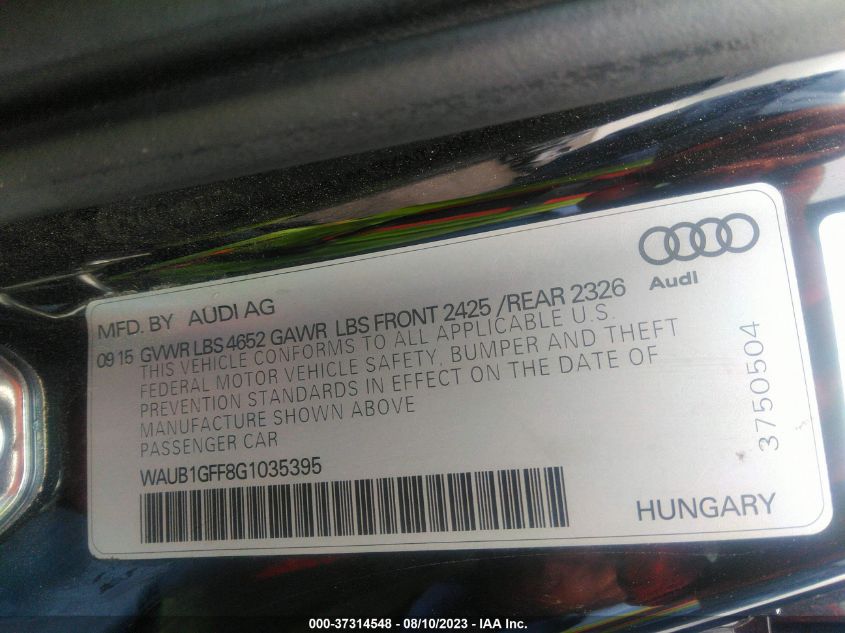 Audi
MFD. BY AUDI AG
09 15 GVWR LBS 4652 GAWR LBS FRONT 2425 /REAR 2326
THIS VEHICLE CONFORMS TO ALL APPLICABLE U.S.
FEDERAL MOTOR VEHICLE SAFETY, BUMPER AND THEFT
PREVENTION STANDARDS IN EFFECT ON THE DATE OF
MANUFACTURE SHOWN ABOVE
PASSENGER CAR
WAUB1GFF8G1035395
HUNGARY
3750504
000-37314548 - 08/10/2023 - IAA Inc.